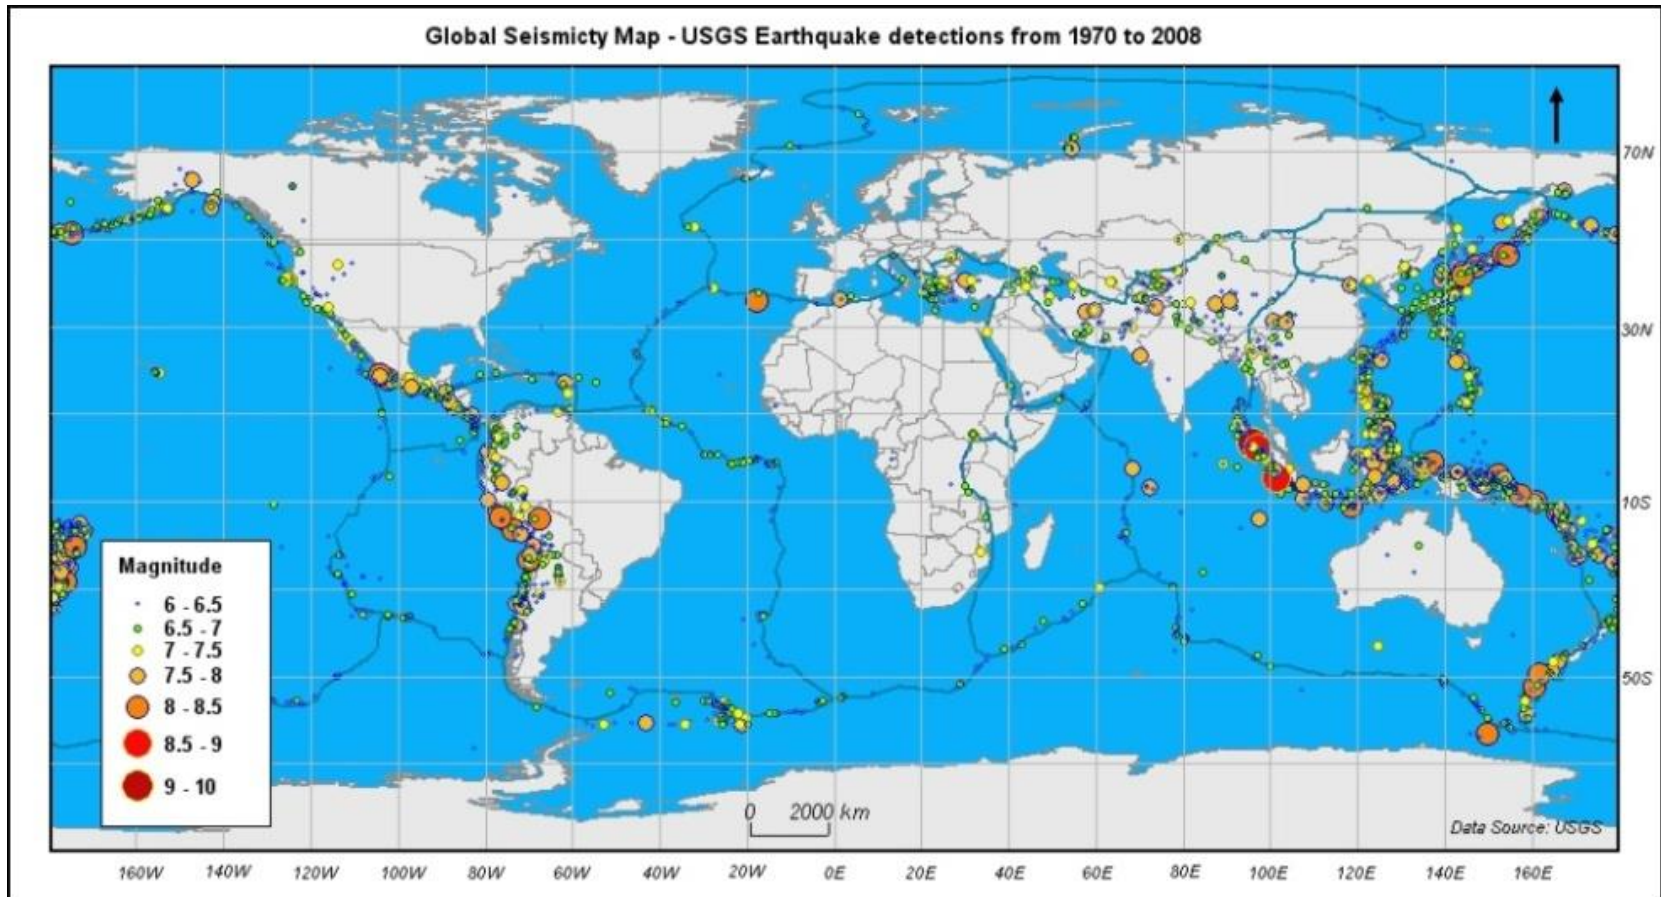 Global Seismicty Map - USGS Earthquake detections from 1970 to 2008
70N
30N
10S
50S
Magnitude
6 - 6.5
6.5 - 7
7 - 7.5
7.5 - 8
8 - 8.5
8.5 - 9
9 - 10
0 2000 km
Data Source: USGS
160W 140W 120W 100W 80W 60W 40W 20W 0E 20E 40E 60E 80E 100E 120E 140E 160E